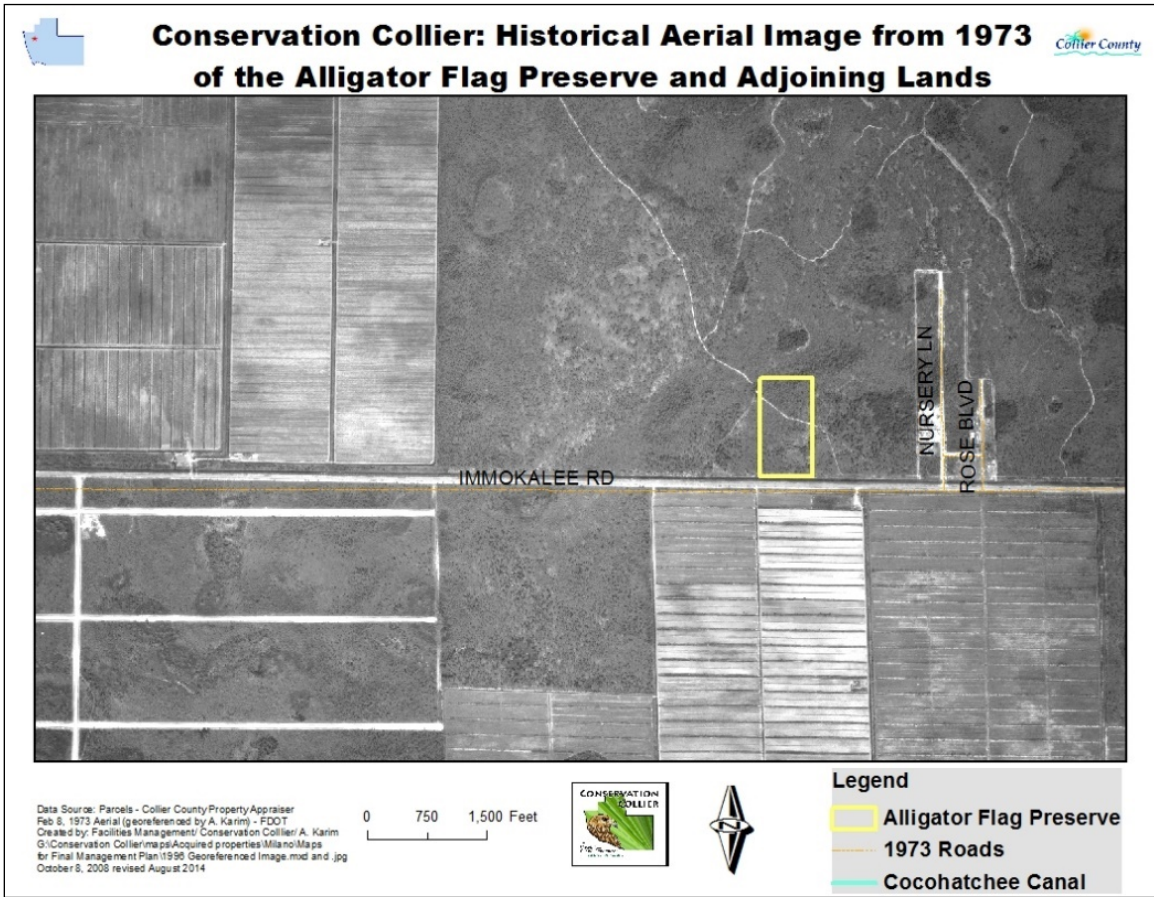 Conservation Collier: Historical Aerial Image from 1973
of the Alligator Flag Preserve and Adjoining Lands
Collier County
NURSERY LN
ROSE BLVD
IMMOKALEE RD
Data Source: Parcels - Collier County Property Appraiser
Feb 8, 1973 Aerial (georeferenced by A. Karim) - FDOT
Created by: Facilities Management/ Conservation Collier/ A. Karim
G:\Conservation Collier\maps\Acquired properties\Milano\Maps
for Final Management Plan\1996 Georeferenced Image.mxd and .jpg
October 8, 2008 revised August 2014
0 750 1,500 Feet
CONSERVATION
COLLIER
N
Legend
Alligator Flag Preserve
1973 Roads
Cocohatchee Canal